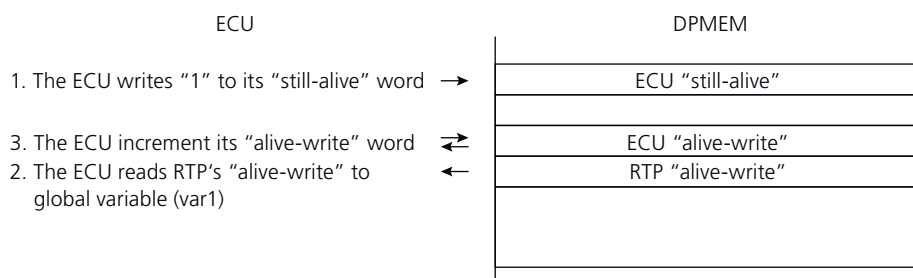 ECU DPMEM
1. The ECU writes “1” to its “still-alive” word → ECU “still-alive”
3. The ECU increment its “alive-write” word ⇄ ECU “alive-write”
2. The ECU reads RTP’s “alive-write” to ← RTP “alive-write”
global variable (var1)